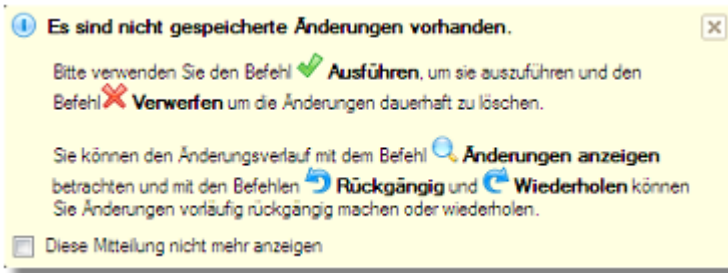 Es sind nicht gespeicherte Änderungen vorhanden.
Bitte verwenden Sie den Befehl Ausführen, um sie auszuführen und den
Befehl Verwerfen um die Änderungen dauerhaft zu löschen.
Sie können den Änderungsverlauf mit dem Befehl Änderungen anzeigen
betrachten und mit den Befehlen Rückgängig und Wiederholen können
Sie Änderungen vorläufig rückgängig machen oder wiederholen.
Diese Mitteilung nicht mehr anzeigen